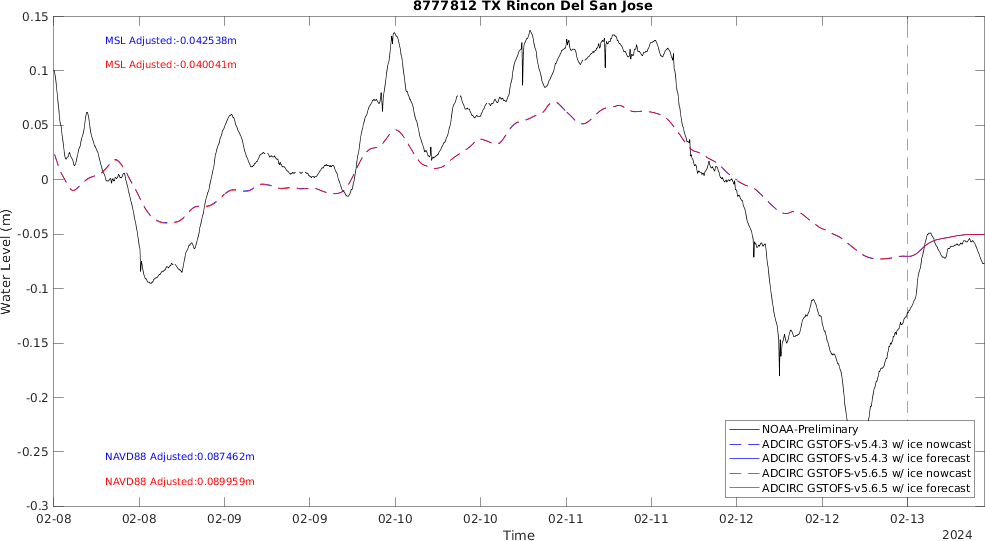 8777812 TX Rincon Del San Jose
MSL Adjusted:-0.042538m
MSL Adjusted:-0.040041m
NAVD88 Adjusted:0.087462m
NAVD88 Adjusted:0.089959m
Water Level (m)
0.15
0.1
0.05
0
-0.05
-0.1
-0.15
-0.2
-0.25
-0.3
NOAA-Preliminary
ADCIRC GSTOFS-v5.4.3 w/ ice nowcast
ADCIRC GSTOFS-v5.4.3 w/ ice forecast
ADCIRC GSTOFS-v5.6.5 w/ ice nowcast
ADCIRC GSTOFS-v5.6.5 w/ ice forecast
02-08 02-08 02-09 02-09 02-10 02-10 02-11 02-11 02-12 02-12 02-13
Time
2024